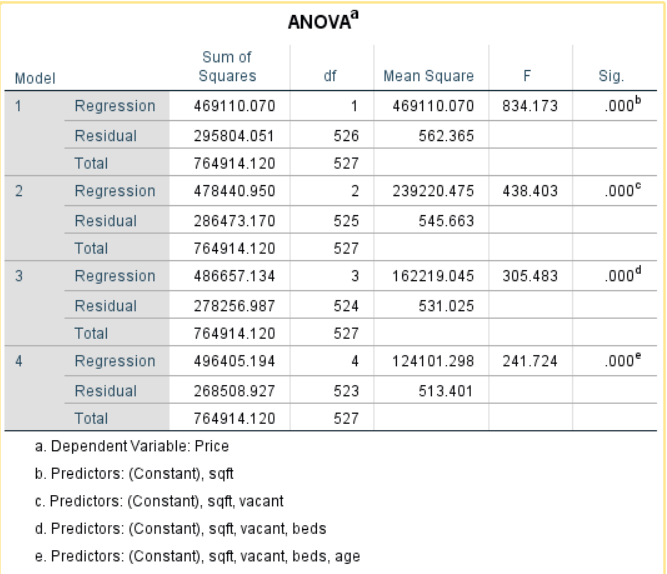 ANOVAa
Model Sum of Squares df Mean Square F Sig.
1 Regression 469110.070 1 469110.070 834.173 .000b
Residual 295804.051 526 562.365
Total 764914.120 527
2 Regression 478440.950 2 239220.475 438.403 .000c
Residual 286473.170 525 545.663
Total 764914.120 527
3 Regression 486657.134 3 162219.045 305.483 .000d
Residual 278256.987 524 531.025
Total 764914.120 527
4 Regression 496405.194 4 124101.298 241.724 .000e
Residual 268508.927 523 513.401
Total 764914.120 527
a. Dependent Variable: Price
b. Predictors: (Constant), sqft
c. Predictors: (Constant), sqft, vacant
d. Predictors: (Constant), sqft, vacant, beds
e. Predictors: (Constant), sqft, vacant, beds, age